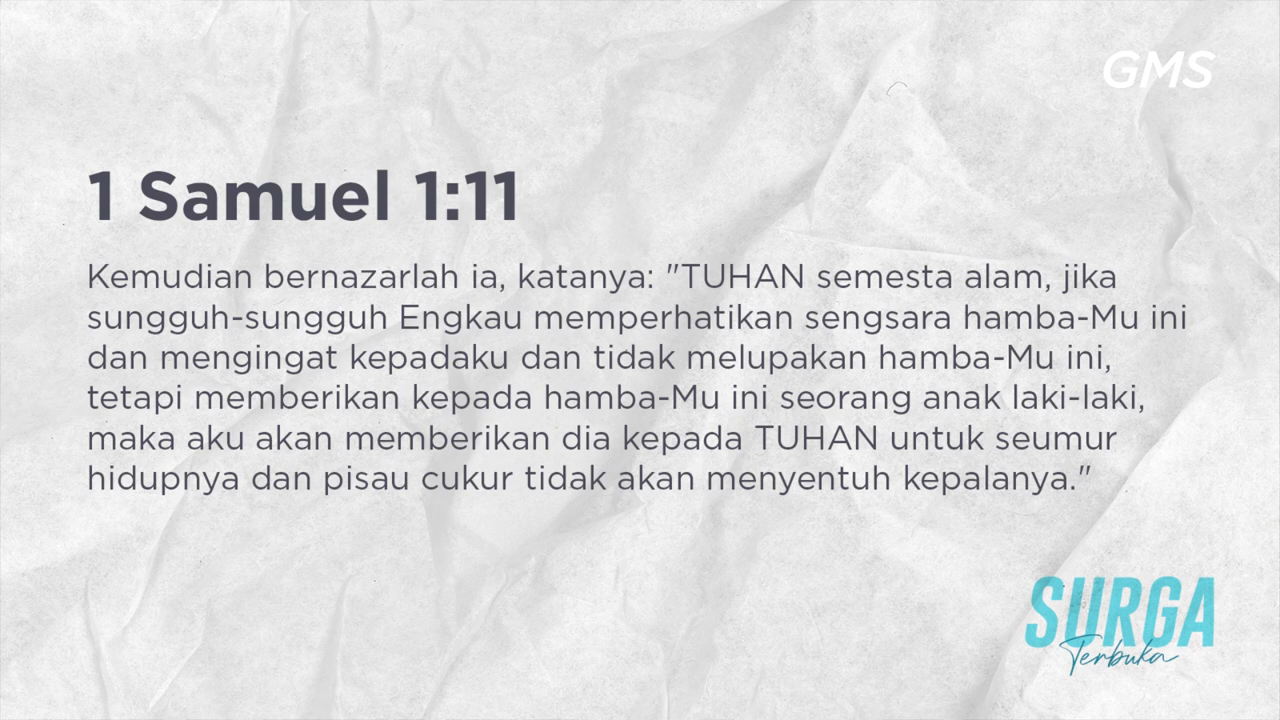 GMS
1 Samuel 1:11
Kemudian bernazarlah ia, katanya: "TUHAN semesta alam, jika
sungguh-sungguh Engkau memperhatikan sengsara hamba-Mu ini
dan mengingat kepadaku dan tidak melupakan hamba-Mu ini,
tetapi memberikan kepada hamba-Mu ini seorang anak laki-laki,
maka aku akan memberikan dia kepada TUHAN untuk seumur
hidupnya dan pisau cukur tidak akan menyentuh kepalanya."
SURGA
Terbuka